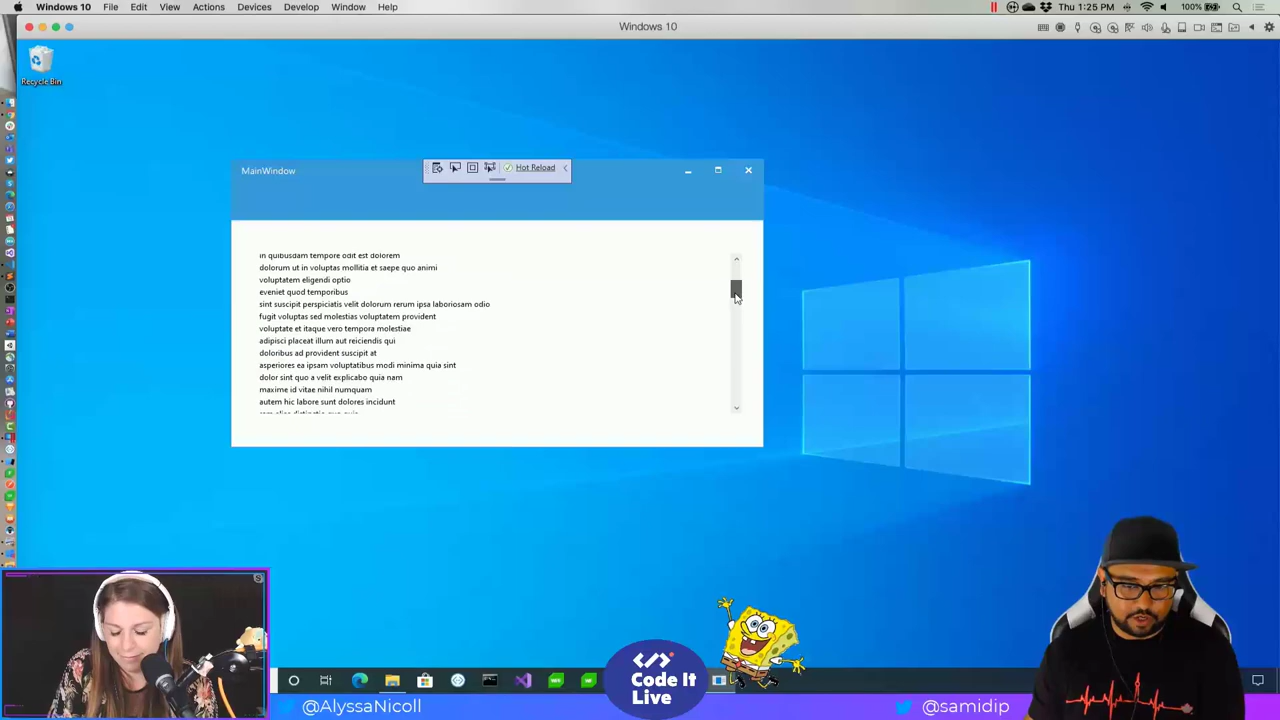 Windows 10 File Edit View Actions Devices Develop Window Help
Thu 1:25 PM 100%
Windows 10
Recycle Bin
MainWindow
Hot Reload
in quibusdam tempore odit est dolorem
dolorum ut in voluptas mollitia et saepe quo animi
voluptatem eligendi optio
eveniet quod temporibus
sint suscipit perspiciatis velit dolorum rerum ipsa laboriosam odio
fugit voluptas sed molestias voluptatem provident
voluptate et itaque vero tempora molestiae
adipisci placeat illum aut reiciendis qui
doloribus ad provident suscipit at
asperiores ea ipsam voluptatibus modi minima quia sint
dolor sint quo a velit explicabo quia nam
maxime id vitae nihil numquam
autem hic labore sunt dolores incidunt
Code It
Live
@AlyssaNicoll
@samidip